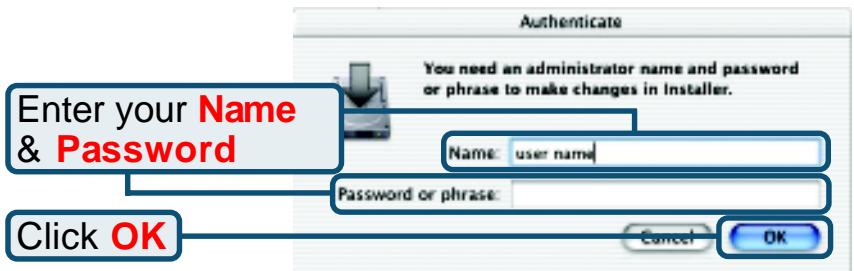 Authenticate
You need an administrator name and password
or phrase to make changes in Installer.
Enter your Name
& Password
Name: user name
Password or phrase:
Click OK
Cancel OK